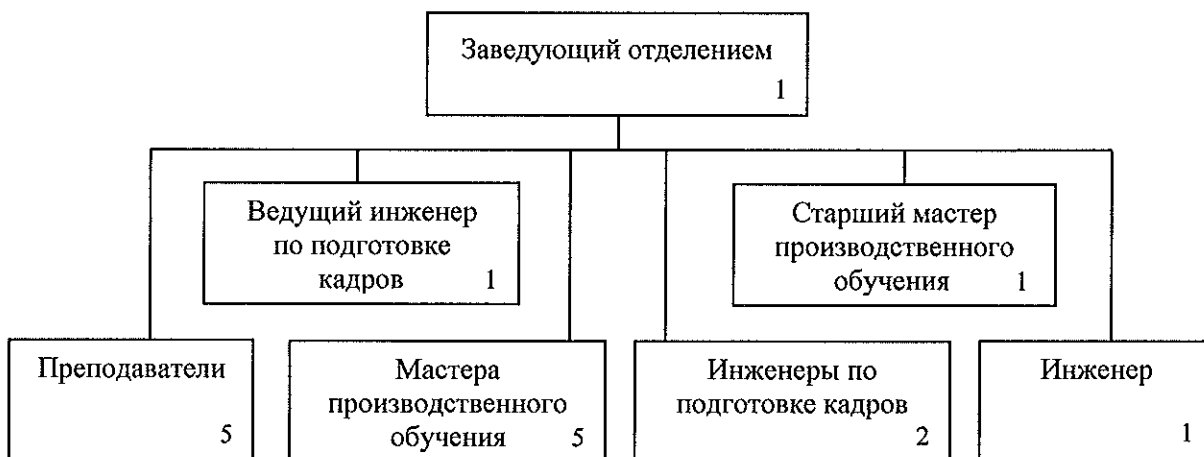 Заведующий отделением
1
Ведущий инженер
по подготовке
кадров
1
Старший мастер
производственного
обучения
1
Преподаватели
5
Мастера
производственного
обучения
5
Инженеры по
подготовке кадров
2
Инженер
1